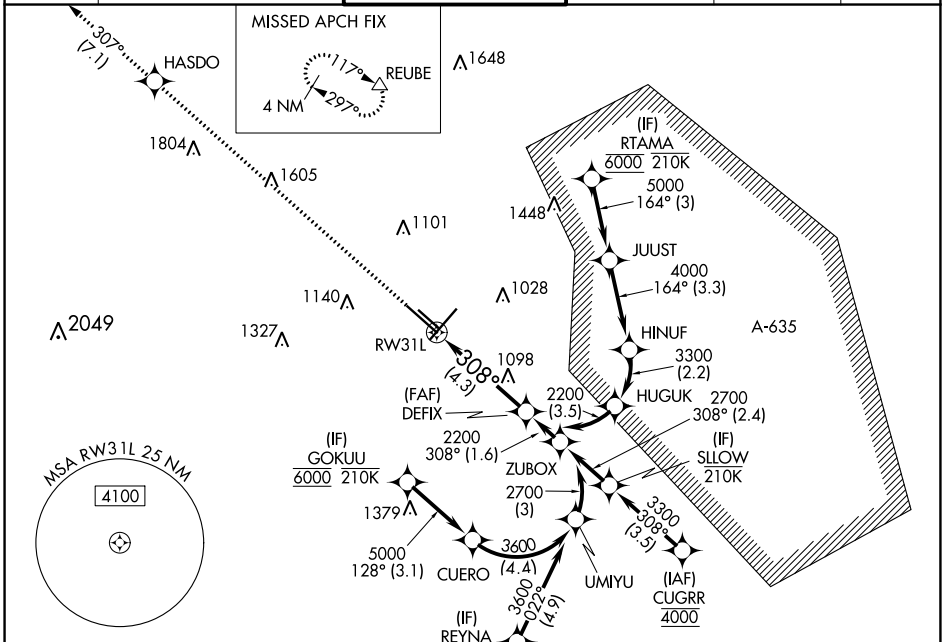 MISSED APCH FIX
117°
REUBE
4 NM
297°
307°
(7.1)
HASDO
1648
1804
1605
1101
1448
(IF)
RTAMA
6000 210K
5000
164° (3)
JUUST
4000
164° (3.3)
1140
1028
2049
1327
RW31L
HINUF
A-635
3300
(2.2)
308°
(4.3)
1098
(FAF)
DEFIX
2200
(3.5)
HUGUK
2700
308° (2.4)
2200
308° (1.6)
ZUBOX
(IF)
SLLOW
210K
(IF)
GOKUU
6000 210K
MSA RW31L 25 NM
4100
1379
2700
(3)
3300
308°
(3.5)
5000
128° (3.1)
CUERO
3600
(4.4)
UMIYU
(IAF)
CUGRR
4000
3600
022°
(4.9)
(IF)
REYNA